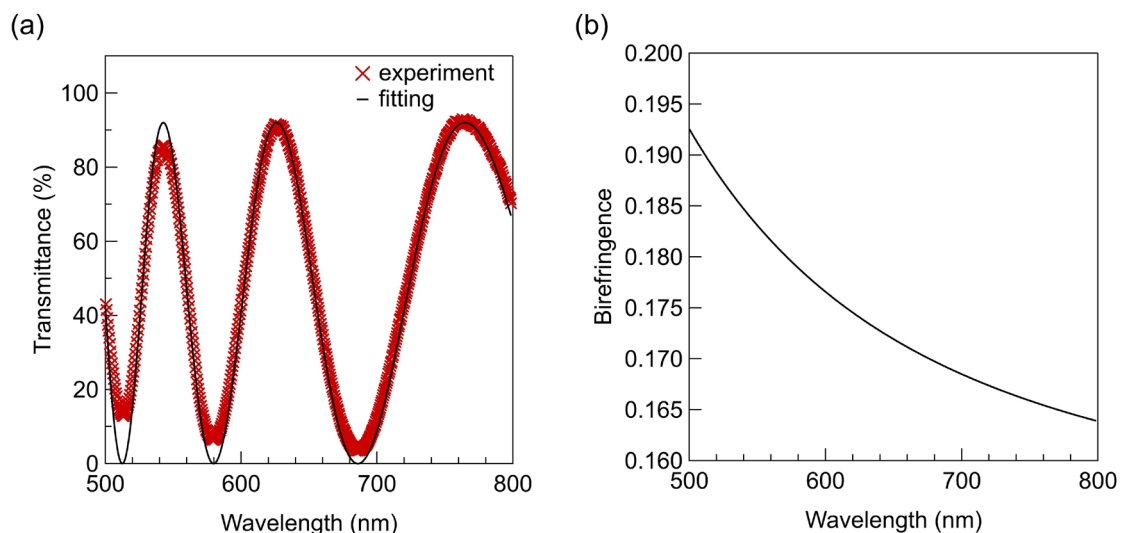 (a)
Transmittance (%)
100
80
60
40
20
0
× experiment
– fitting
500
600
700
800
Wavelength (nm)
(b)
Birefringence
0.200
0.195
0.190
0.185
0.180
0.175
0.170
0.165
0.160
500
600
700
800
Wavelength (nm)